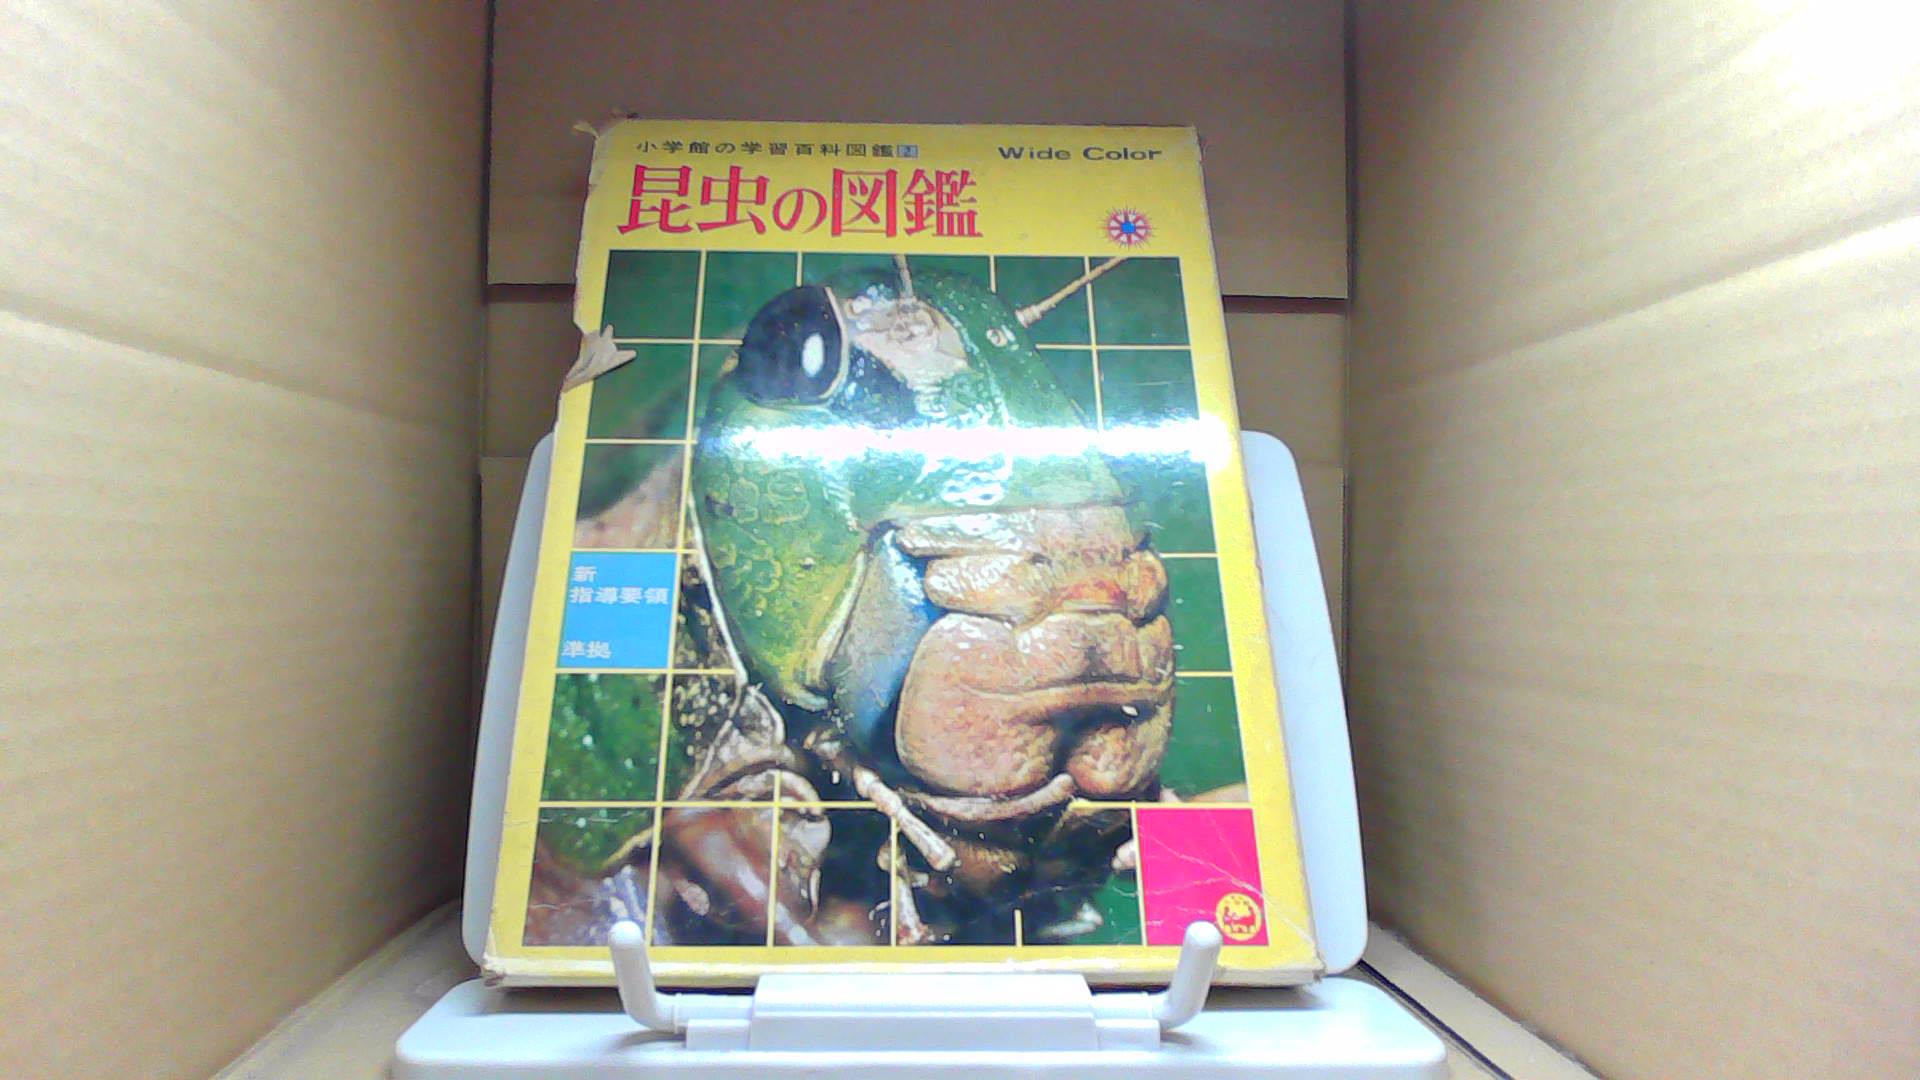 小学館の学習百科図鑑2
Wide Color
昆虫の図鑑
新
指導要領
準拠